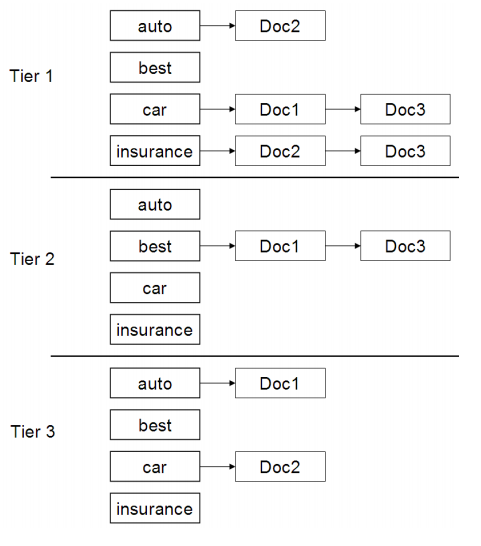 auto Doc2
best
Tier 1
car Doc1 Doc3
insurance Doc2 Doc3
auto
best Doc1 Doc3
Tier 2
car
insurance
auto Doc1
best
Tier 3
car Doc2
insurance